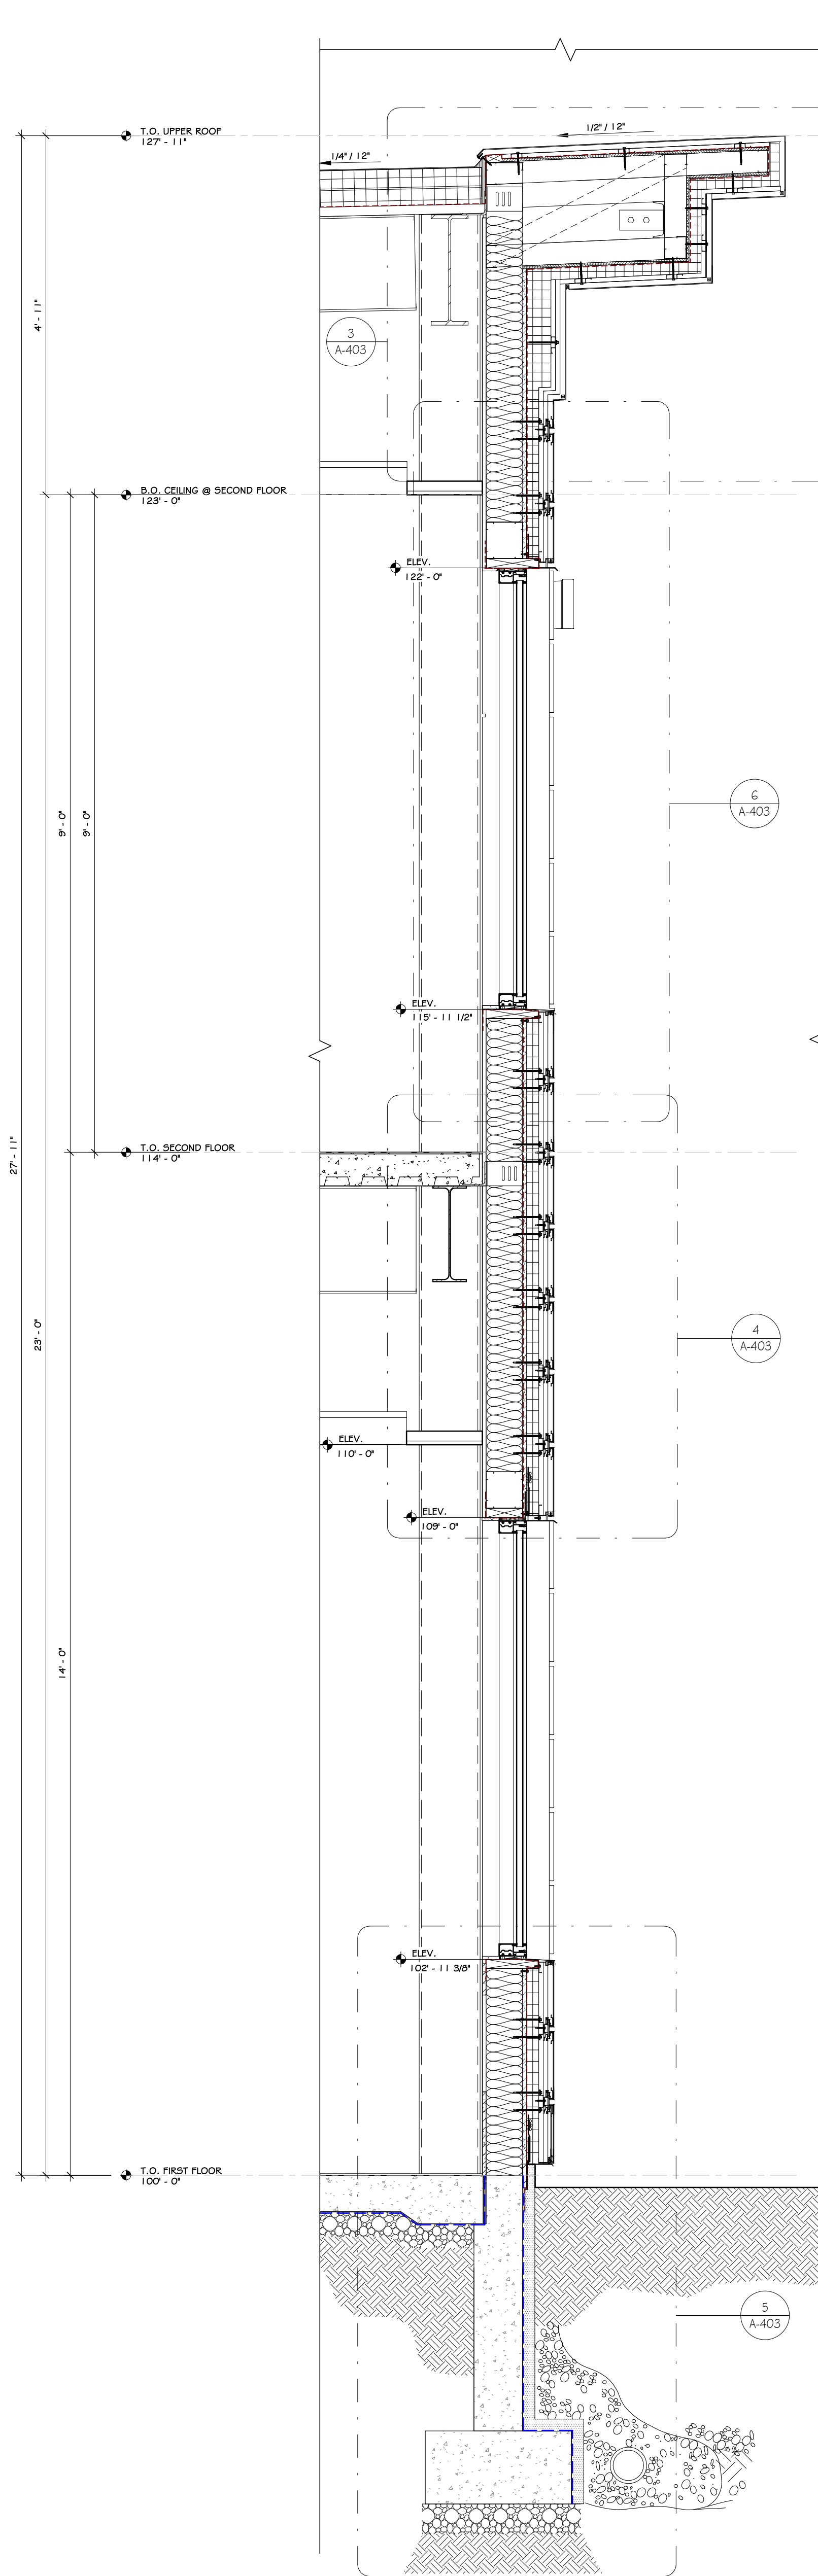 T.O. UPPER ROOF
127' - 11"
1/2" / 12"
1/4" / 12"
4' - 11"
3
A-403
B.O. CEILING @ SECOND FLOOR
123' - 0"
ELEV.
122' - 0"
9' - 0"
9' - 0"
6
A-403
ELEV.
115' - 11 1/2"
T.O. SECOND FLOOR
114' - 0"
27' - 11"
23' - 0"
4
A-403
ELEV.
110' - 0"
ELEV.
109' - 0"
14' - 0"
ELEV.
102' - 11 3/8"
T.O. FIRST FLOOR
100' - 0"
5
A-403